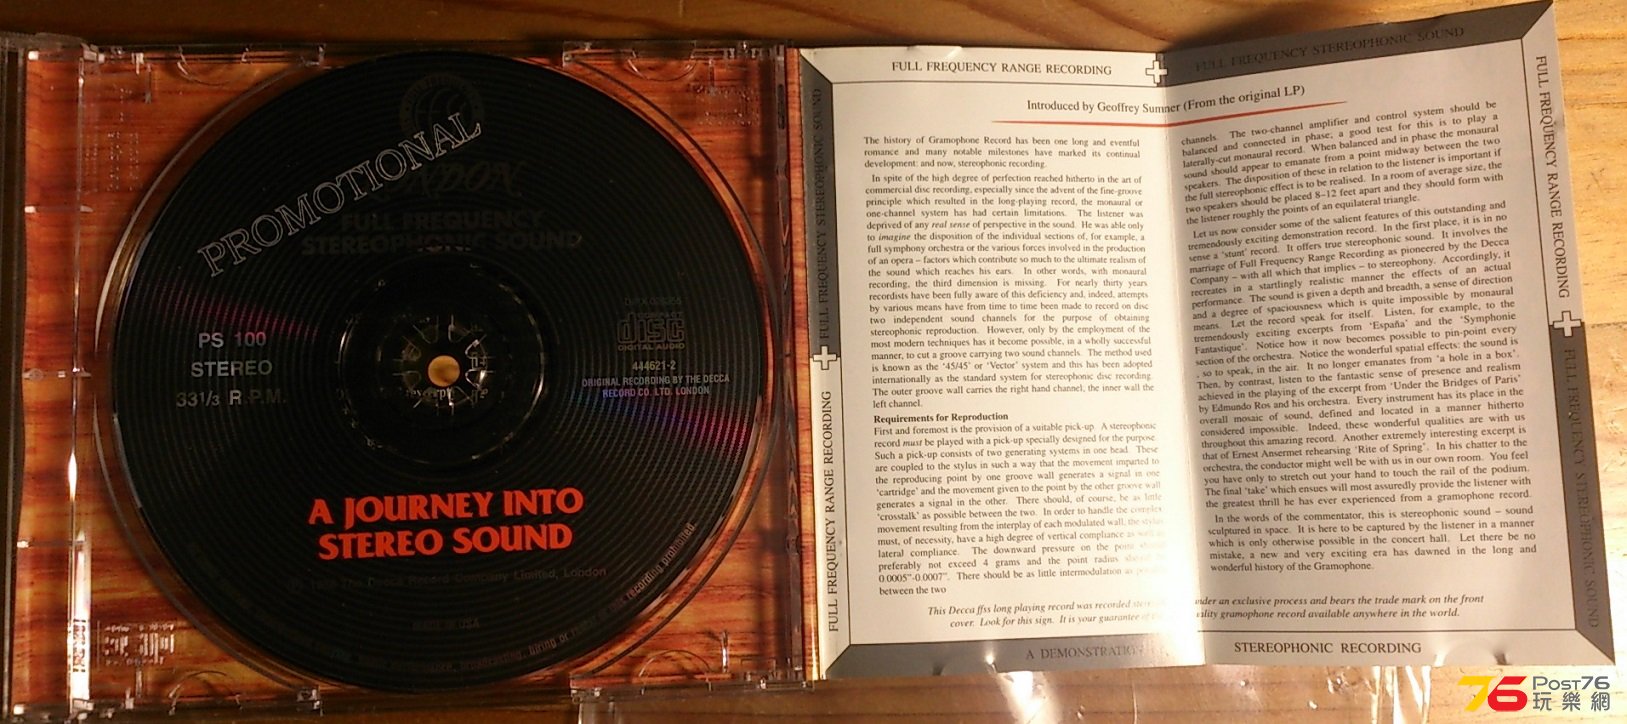 PROMOTIONAL
FULL FREQUENCY
STEREOPHONIC SOUND
PS 100
STEREO
33 1/3 R.P.M.
COMPACT
disc
DIGITAL AUDIO
444621-2
ORIGINAL RECORDING BY THE DECCA
RECORD CO. LTD. LONDON
A JOURNEY INTO
STEREO SOUND
The Decca Record Company Limited, London
MADE IN USA
broadcasting, hiring or
recording prohibited
FULL FREQUENCY RANGE RECORDING
FULL FREQUENCY STEREOPHONIC SOUND
FULL FREQUENCY STEREOPHONIC SOUND
FULL FREQUENCY RANGE RECORDING
FULL FREQUENCY RANGE RECORDING
FULL FREQUENCY STEREOPHONIC SOUND
Introduced by Geoffrey Sumner (From the original LP)
The history of Gramophone Record has been one long and eventful
romance and many notable milestones have marked its continual
development: and now, stereophonic recording.
In spite of the high degree of perfection reached hitherto in the art of
commercial disc recording, especially since the advent of the fine-groove
principle which resulted in the long-playing record, the monaural or
one-channel system has had certain limitations. The listener was
deprived of any real sense of perspective in the sound. He was able only
to imagine the disposition of the individual sections of, for example, a
full symphony orchestra or the various forces involved in the production
of an opera – factors which contribute so much to the ultimate realism of
the sound which reaches his ears. In other words, with monaural
recording, the third dimension is missing. For nearly thirty years
recordists have been fully aware of this deficiency and, indeed, attempts
by various means have from time to time been made to record on disc
two independent sound channels for the purpose of obtaining
stereophonic reproduction. However, only by the employment of the
most modern techniques has it become possible, in a wholly successful
manner, to cut a groove carrying two sound channels. The method used
is known as the '45/45' or 'Vector' system and this has been adopted
internationally as the standard system for stereophonic disc recording.
The outer groove wall carries the right hand channel; the inner wall the
left channel.
Requirements for Reproduction
First and foremost is the provision of a suitable pick-up. A stereophonic
record must be played with a pick-up specially designed for the purpose.
Such a pick-up consists of two generating systems in one head. These
are coupled to the stylus in such a way that the movement imparted to
the reproducing point by one groove wall generates a signal in one
'cartridge' and the movement given to the point by the other groove wall
generates a signal in the other. There should, of course, be as little
'crosstalk' as possible between the two. In order to handle the complex
movement resulting from the interplay of each modulated wall, the stylus
must, of necessity, have a high degree of vertical compliance as well as
lateral compliance. The downward pressure on the point should
preferably not exceed 4 grams and the point radius
0.0005"-0.0007". There should be as little intermodulation as
between the two
channels. The two-channel amplifier and control system should be
balanced and connected in phase; a good test for this is to play a
laterally-cut monaural record. When balanced and in phase the monaural
sound should appear to emanate from a point midway between the two
speakers. The disposition of these in relation to the listener is important if
the full stereophonic effect is to be realised. In a room of average size, the
two speakers should be placed 8–12 feet apart and they should form with
the listener roughly the points of an equilateral triangle.
Let us now consider some of the salient features of this outstanding and
tremendously exciting demonstration record. In the first place, it is in no
sense a 'stunt' record. It offers true stereophonic sound. It involves the
marriage of Full Frequency Range Recording as pioneered by the Decca
Company – with all which that implies – to stereophony. Accordingly, it
recreates in a startlingly realistic manner the effects of an actual
performance. The sound is given a depth and breadth, a sense of direction
and a degree of spaciousness which is quite impossible by monaural
means. Let the record speak for itself. Listen, for example, to the
tremendously exciting excerpts from 'España' and the 'Symphonie
Fantastique'. Notice how it now becomes possible to pin-point every
section of the orchestra. Notice the wonderful spatial effects: the sound is
, so to speak, in the air. It no longer emanates from 'a hole in a box'.
Then, by contrast, listen to the fantastic sense of presence and realism
achieved in the playing of the excerpt from 'Under the Bridges of Paris'
by Edmundo Ros and his orchestra. Every instrument has its place in the
overall mosaic of sound, defined and located in a manner hitherto
considered impossible. Indeed, these wonderful qualities are with us
throughout this amazing record. Another extremely interesting excerpt is
that of Ernest Ansermet rehearsing 'Rite of Spring'. In his chatter to the
orchestra, the conductor might well be with us in our own room. You feel
you have only to stretch out your hand to touch the rail of the podium.
The final 'take' which ensues will most assuredly provide the listener with
the greatest thrill he has ever experienced from a gramophone record.
In the words of the commentator, this is stereophonic sound – sound
sculptured in space. It is here to be captured by the listener in a manner
which is only otherwise possible in the concert hall. Let there be no
mistake, a new and very exciting era has dawned in the long and
wonderful history of the Gramophone.
This Decca ffss long playing record was recorded under an exclusive process and bears the trade mark on the front
cover. Look for this sign. It is your guarantee of quality gramophone record available anywhere in the world.
A DEMONSTRATION
STEREOPHONIC RECORDING
76 POST76
玩樂網